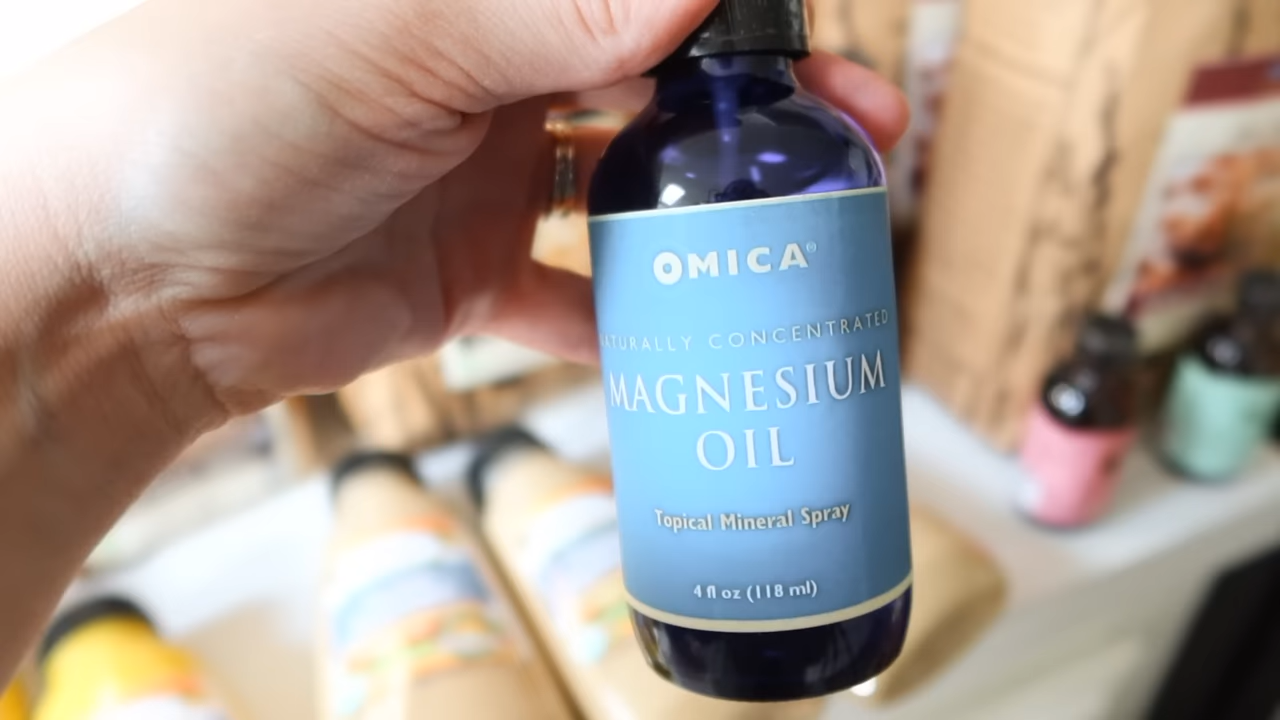 OMICA®
NATURALLY CONCENTRATED
MAGNESIUM
OIL
Topical Mineral Spray
4 fl oz (118 ml)